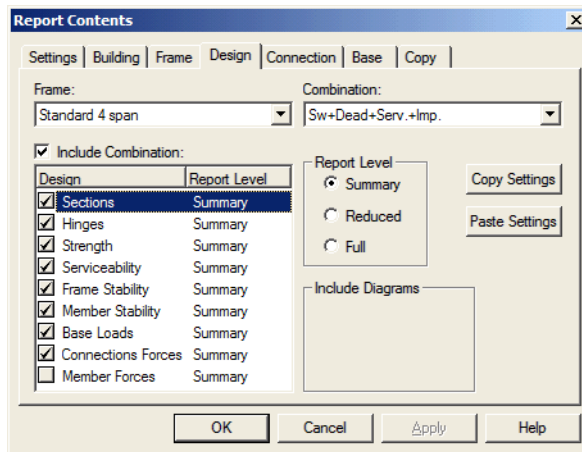 Report Contents
Settings Building Frame Design Connection Base Copy
Frame: Combination:
Standard 4 span Sw+Dead+Serv.+Imp.
Include Combination:
Design Report Level
Sections Summary
Hinges Summary
Strength Summary
Serviceability Summary
Frame Stability Summary
Member Stability Summary
Base Loads Summary
Connections Forces Summary
Member Forces Summary
Report Level
Summary
Reduced
Full
Include Diagrams
Copy Settings
Paste Settings
OK Cancel Apply Help